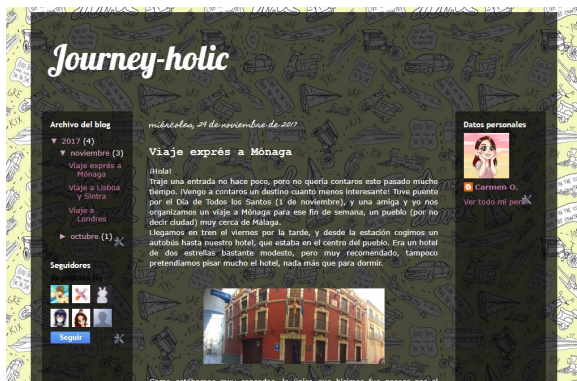 Journey-holic
Archivo del blog
▼ 2017 (4)
▼ noviembre (3)
Viaje exprés a
Mónaga
Viaje a Lisboa
y Sintra
Viaje a
Londres
► octubre (1)
Seguidores
Seguir
miércoles, 29 de noviembre de 2017
Viaje exprés a Mónaga
¡Hola!
Traje una entrada no hace poco, pero no quería contaros esto pasado mucho
tiempo. ¡Vengo a contaros un destino cuanto menos interesante! Tuve puente
por el Día de Todos los Santos (1 de noviembre), y una amiga y yo nos
organizamos un viaje a Mónaga para ese fin de semana, un pueblo (por no
decir ciudad) muy cerca de Málaga.
Llegamos en tren el viernes por la tarde, y desde la estación cogimos un
autobús hasta nuestro hotel, que estaba en el centro del pueblo. Era un hotel
de dos estrellas bastante modesto, pero muy recomendado, tampoco
pretendíamos pisar mucho el hotel, nada más que para dormir.
Datos personales
Carmen O.
Ver todo mi perfil